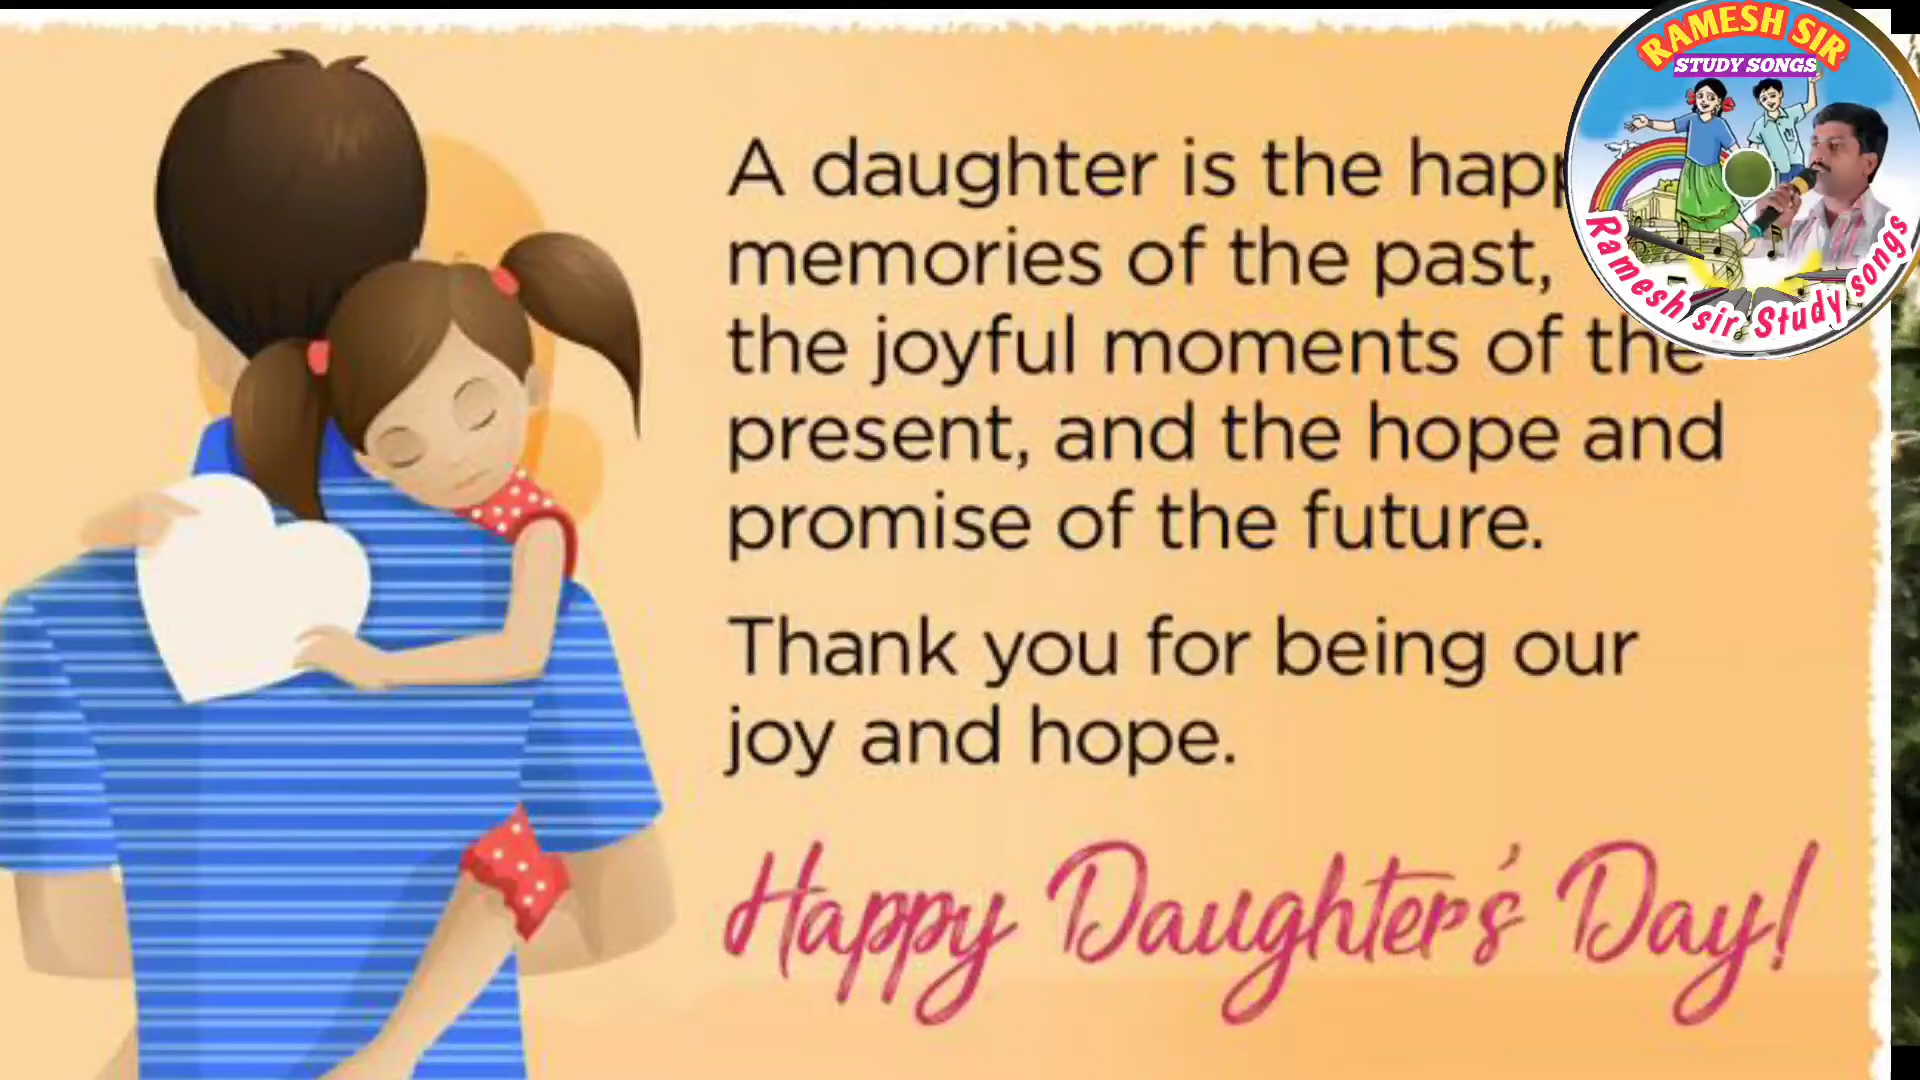 RAMESH SIR
STUDY SONGS
A daughter is the
memories of the past,
the joyful moments of the
present, and the hope and
promise of the future.
Thank you for being our
joy and hope.
Happy Daughter's Day!
Ramesh sir Study songs